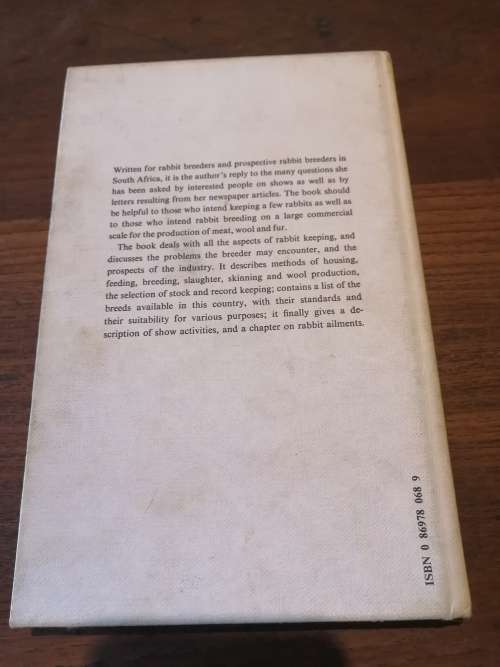 Written for rabbit breeders and prospective rabbit breeders in
South Africa, it is the author's reply to the many questions she
has been asked by interested people on shows as well as by
letters resulting from her newspaper articles. The book should
be helpful to those who intend keeping a few rabbits as well as
to those who intend rabbit breeding on a large commercial
scale for the production of meat, wool and fur.
The book deals with all the aspects of rabbit keeping, and
discusses the problems the breeder may encounter, and the
prospects of the industry. It describes methods of housing,
feeding, breeding, slaughter, skinning and wool production,
the selection of stock and record keeping; contains a list of the
breeds available in this country, with their standards and
their suitability for various purposes; it finally gives a de-
scription of show activities, and a chapter on rabbit ailments.
ISBN 0 86978 068 9